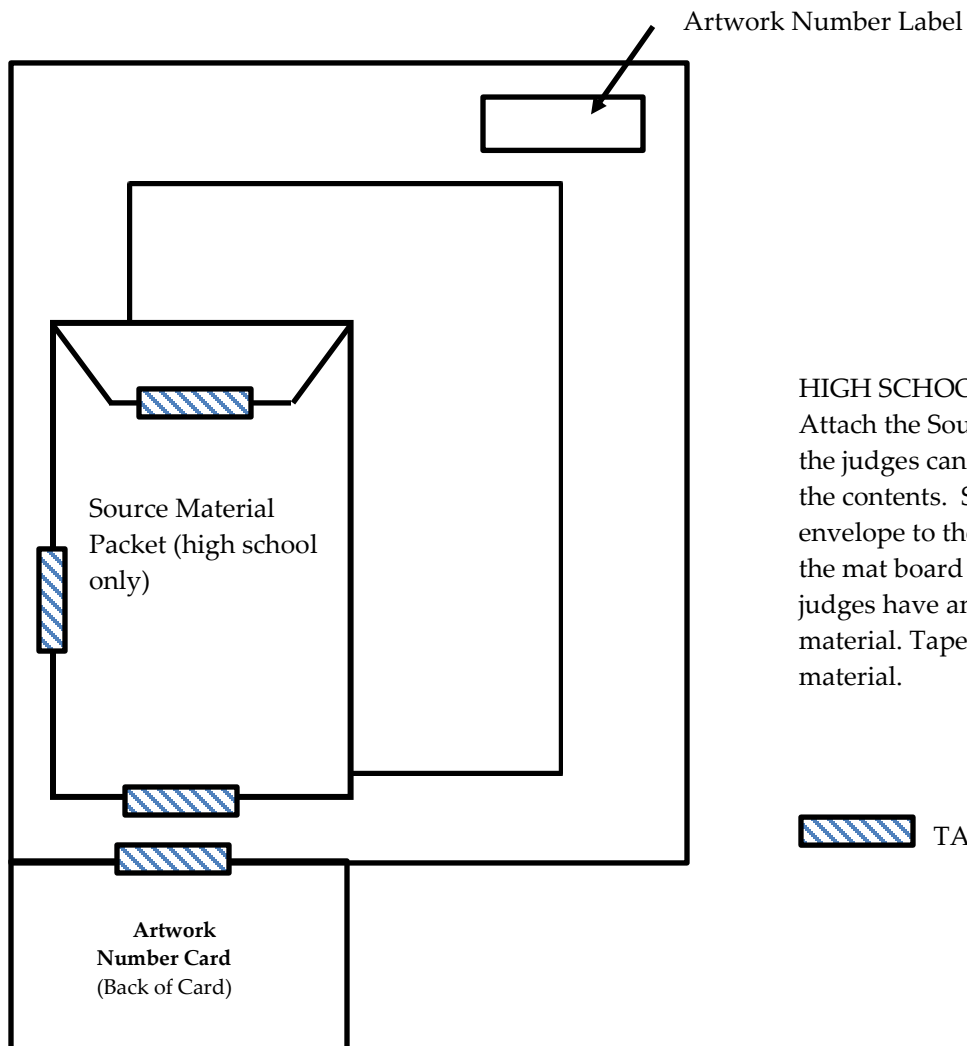 Artwork Number Label
HIGH SCHOO
Attach the Sou
the judges can
the contents. S
envelope to the
the mat board
judges have an
material. Tape
material.
Source Material
Packet (high school
only)
TA
Artwork
Number Card
(Back of Card)